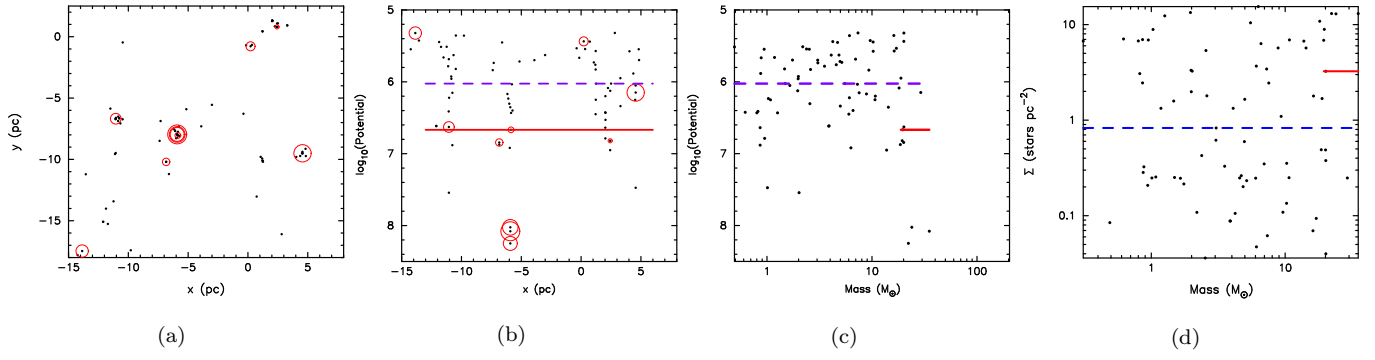 0
−5
−10
−15
y (pc)
−15
−10
−5
0
5
x (pc)
(a)
5
6
7
8
log₁₀(Potential)
−15
−10
−5
0
5
x (pc)
(b)
5
6
7
8
log₁₀(Potential)
1
10
100
Mass (M⊙)
(c)
10
1
0.1
Σ (stars pc⁻²)
1
10
Mass (M⊙)
(d)